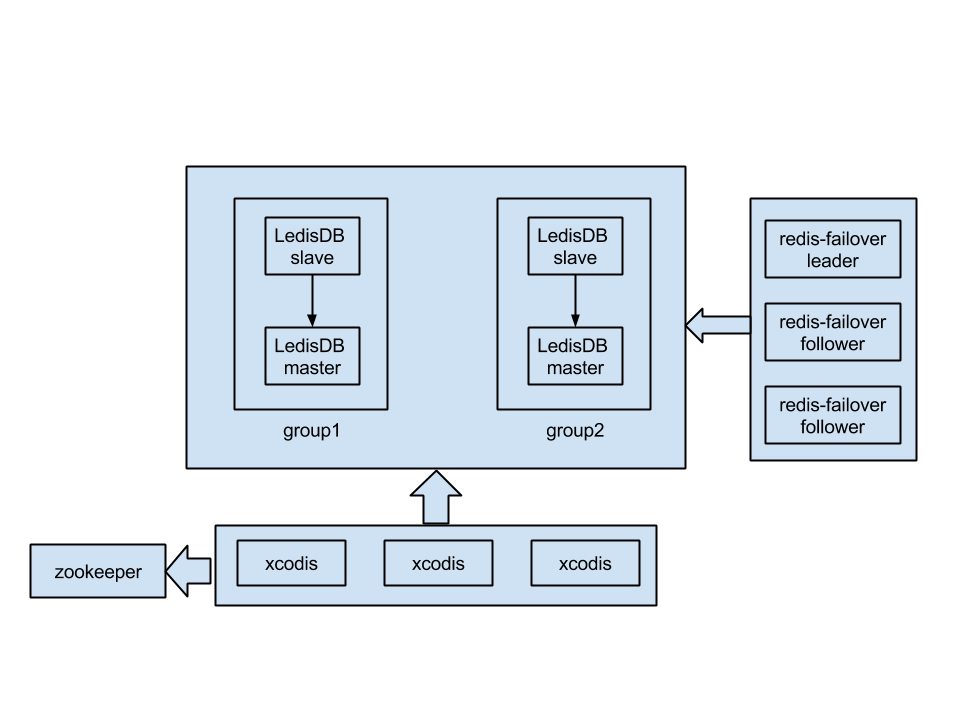 LedisDB
slave
LedisDB
master
group1
LedisDB
slave
LedisDB
master
group2
redis-failover
leader
redis-failover
follower
redis-failover
follower
zookeeper
xcodis
xcodis
xcodis